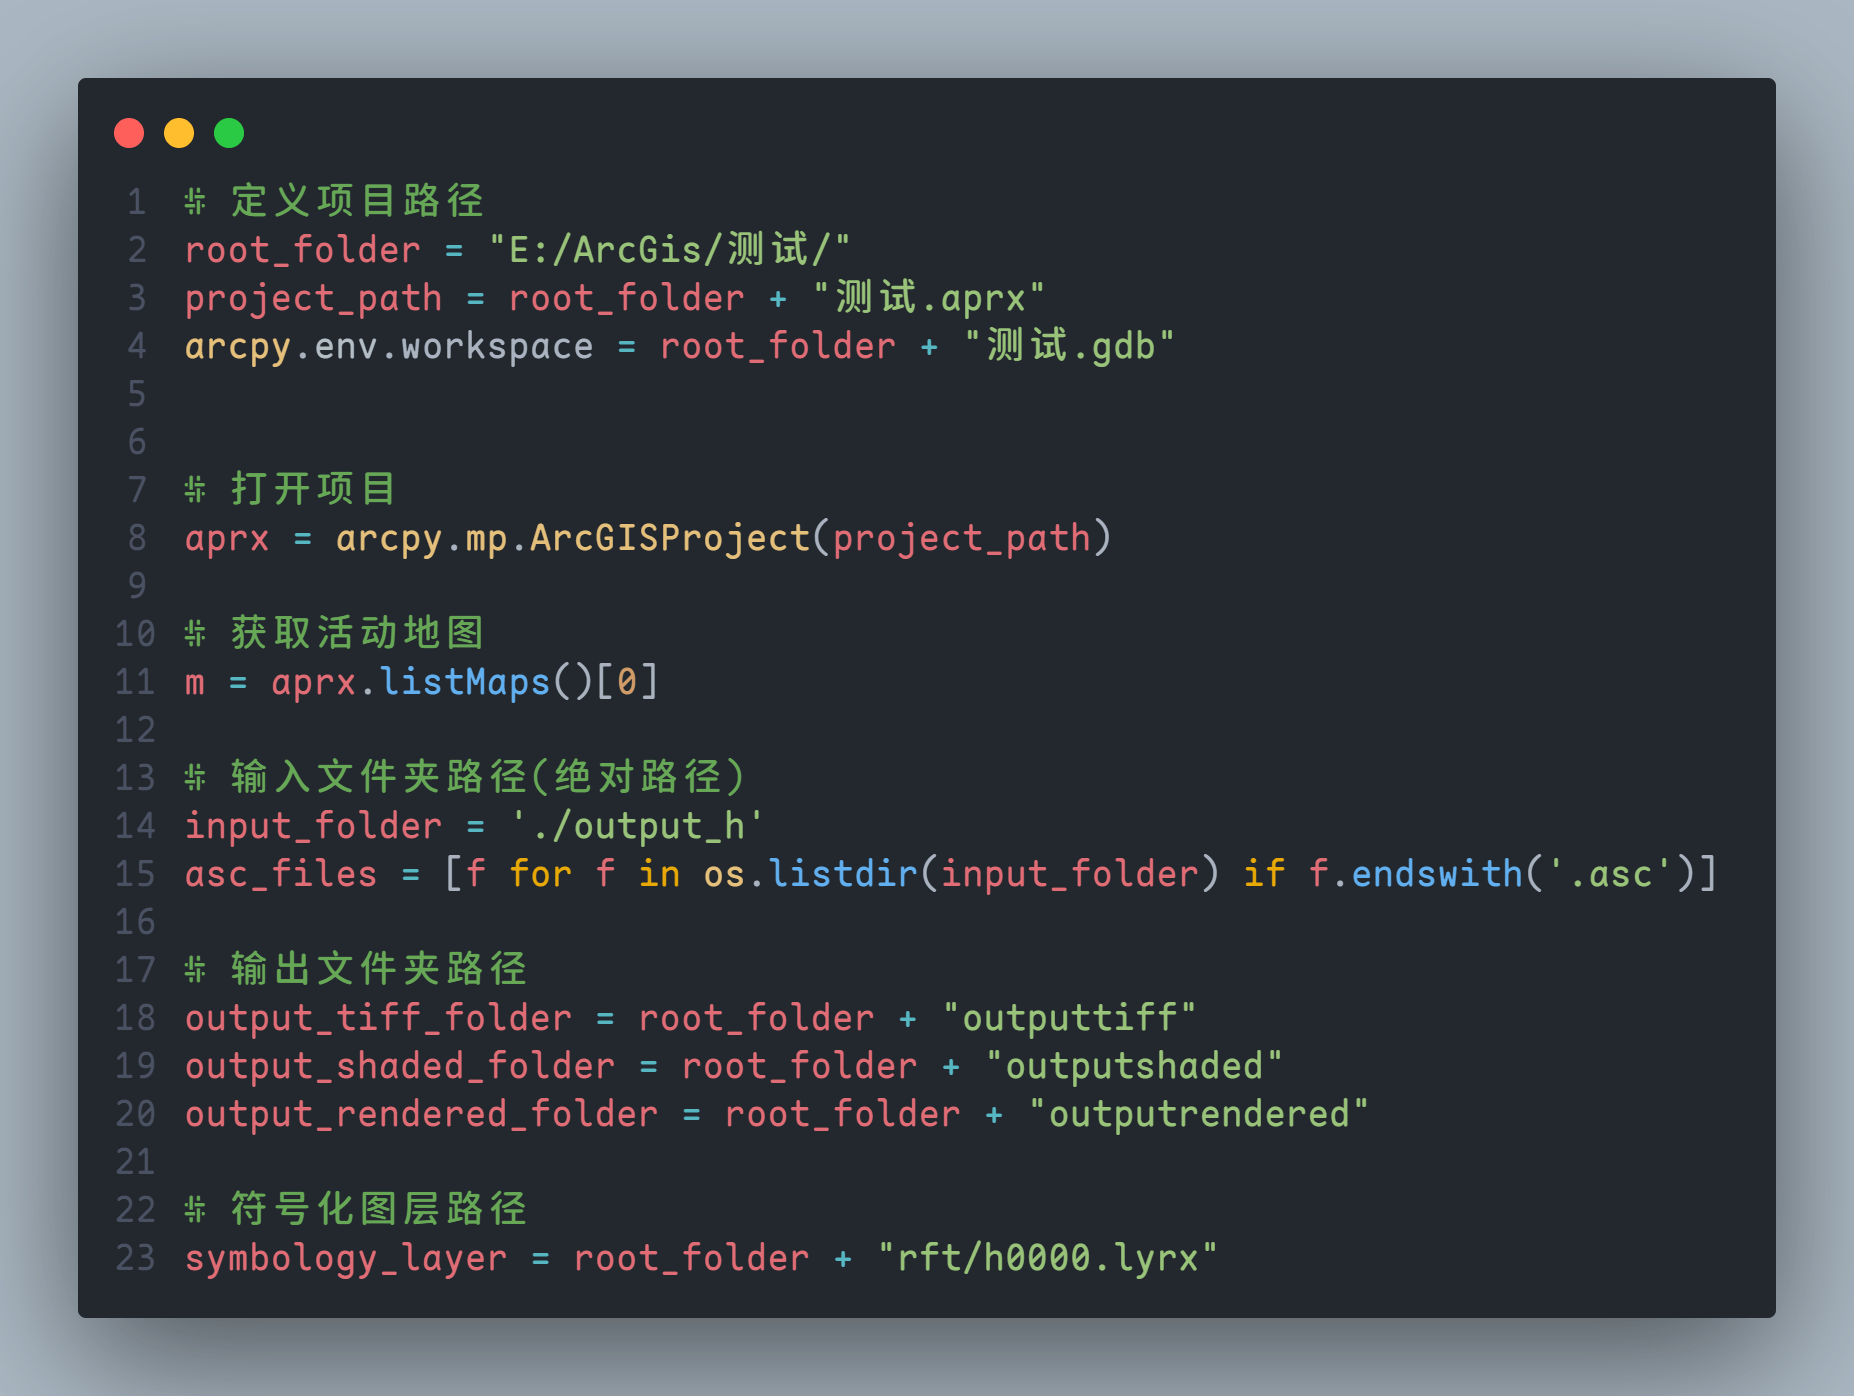 1 # 定义项目路径
2 root_folder = "E:/ArcGis/测试/"
3 project_path = root_folder + "测试.aprx"
4 arcpy.env.workspace = root_folder + "测试.gdb"
5
6
7 # 打开项目
8 aprx = arcpy.mp.ArcGISProject(project_path)
9
10 # 获取活动地图
11 m = aprx.listMaps()[0]
12
13 # 输入文件夹路径(绝对路径)
14 input_folder = './output_h'
15 asc_files = [f for f in os.listdir(input_folder) if f.endswith('.asc')]
16
17 # 输出文件夹路径
18 output_tiff_folder = root_folder + "outputtiff"
19 output_shaded_folder = root_folder + "outputshaded"
20 output_rendered_folder = root_folder + "outputrendered"
21
22 # 符号化图层路径
23 symbology_layer = root_folder + "rft/h0000.lyrx"